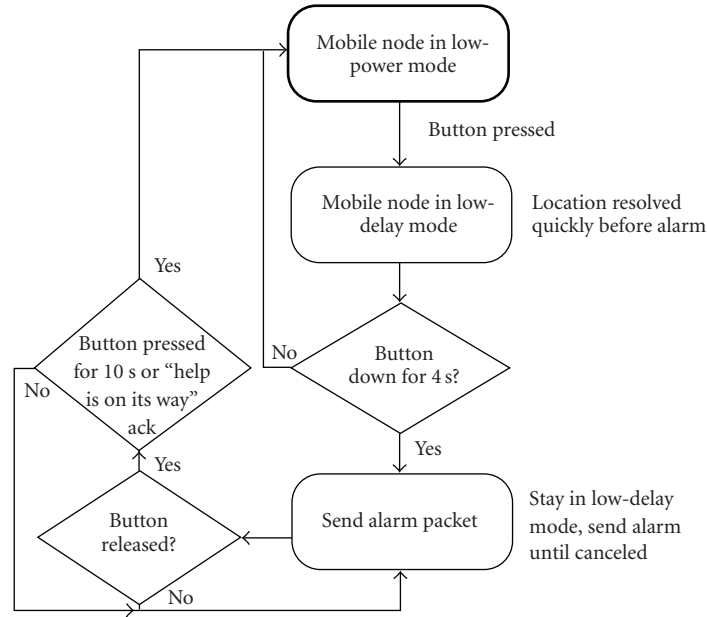 Mobile node in low-
power mode
Button pressed
Mobile node in low-
delay mode
Location resolved
quickly before alarm
Yes
Button pressed
for 10 s or “help
is on its way”
ack
No
No
Button
down for 4 s?
Yes
Yes
Send alarm packet
Stay in low-delay
mode, send alarm
until canceled
Button
released?
No